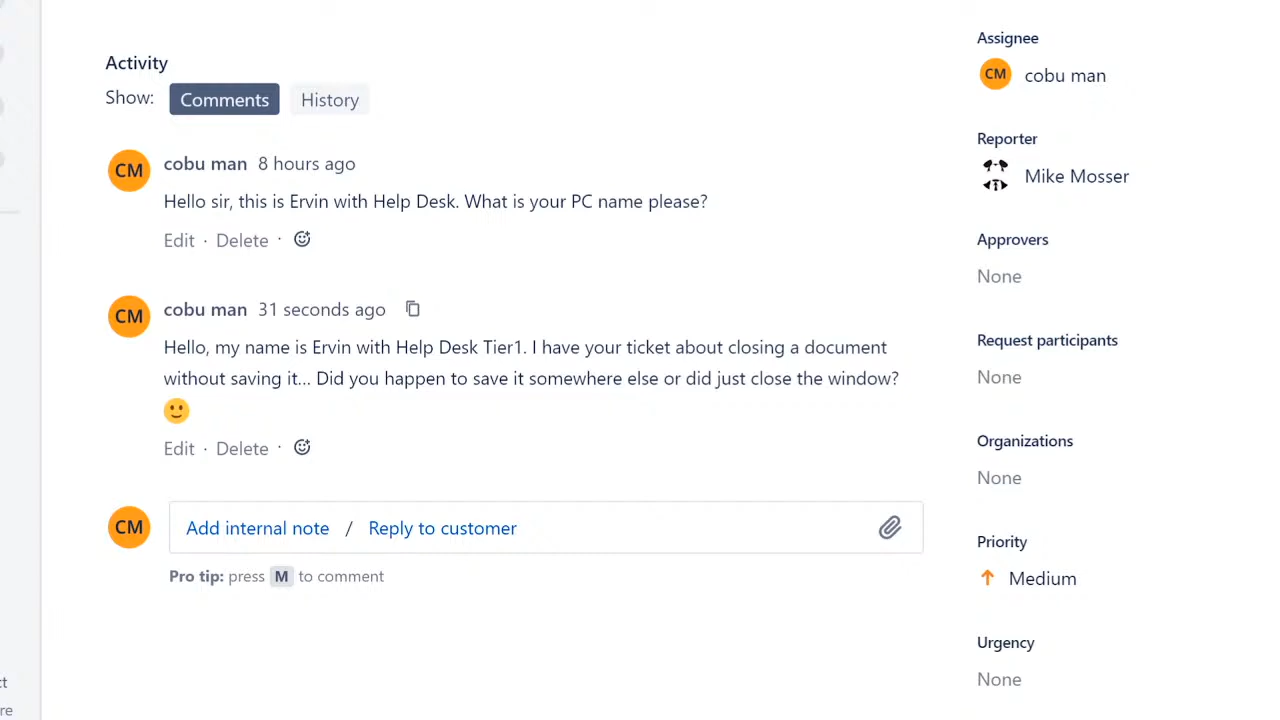 Activity
Show: Comments History
CM cobu man 8 hours ago
Hello sir, this is Ervin with Help Desk. What is your PC name please?
Edit · Delete ·
CM cobu man 31 seconds ago
Hello, my name is Ervin with Help Desk Tier1. I have your ticket about closing a document
without saving it... Did you happen to save it somewhere else or did just close the window?
🙂
Edit · Delete ·
CM Add internal note / Reply to customer
Pro tip: press M to comment
Assignee
CM cobu man
Reporter
Mike Mosser
Approvers
None
Request participants
None
Organizations
None
Priority
Medium
Urgency
None